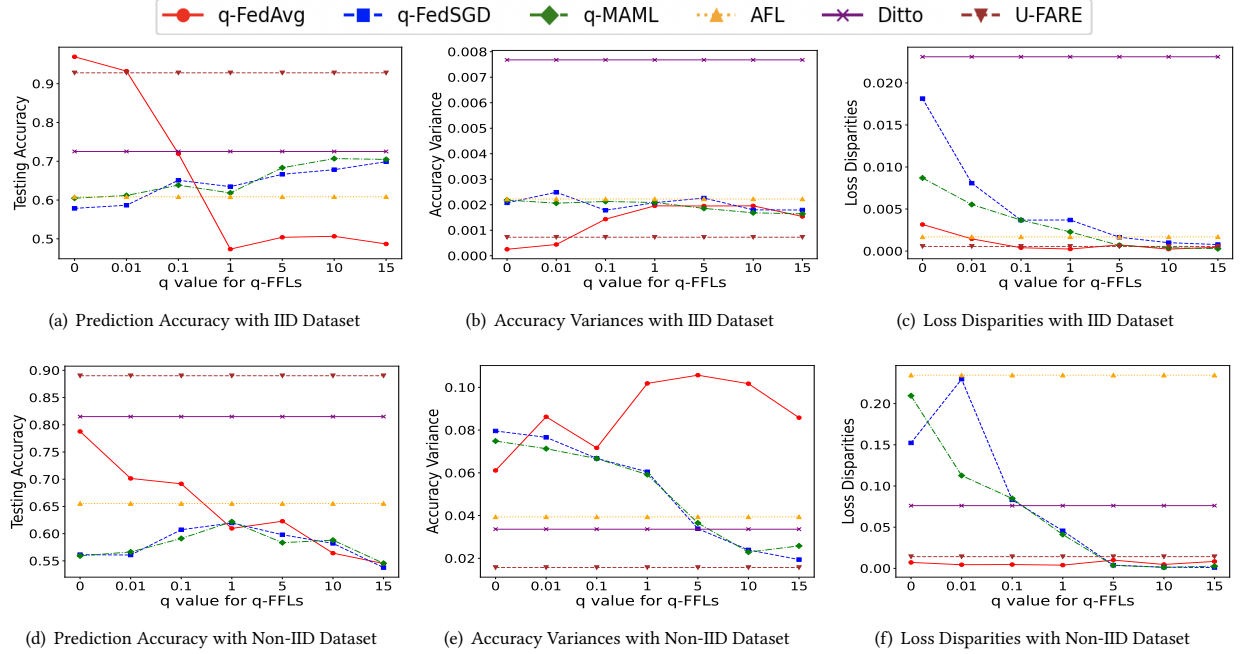 q-FedAvg q-FedSGD q-MAML AFL Ditto U-FARE
Testing Accuracy
0.9
0.8
0.7
0.6
0.5
0 0.01 0.1 1 5 10 15
q value for q-FFLs
(a) Prediction Accuracy with IID Dataset
Accuracy Variance
0.008
0.007
0.006
0.005
0.004
0.003
0.002
0.001
0.000
0 0.01 0.1 1 5 10 15
q value for q-FFLs
(b) Accuracy Variances with IID Dataset
Loss Disparities
0.020
0.015
0.010
0.005
0.000
0 0.01 0.1 1 5 10 15
q value for q-FFLs
(c) Loss Disparities with IID Dataset
Testing Accuracy
0.90
0.85
0.80
0.75
0.70
0.65
0.60
0.55
0 0.01 0.1 1 5 10 15
q value for q-FFLs
(d) Prediction Accuracy with Non-IID Dataset
Accuracy Variance
0.10
0.08
0.06
0.04
0.02
0 0.01 0.1 1 5 10 15
q value for q-FFLs
(e) Accuracy Variances with Non-IID Dataset
Loss Disparities
0.20
0.15
0.10
0.05
0.00
0 0.01 0.1 1 5 10 15
q value for q-FFLs
(f) Loss Disparities with Non-IID Dataset